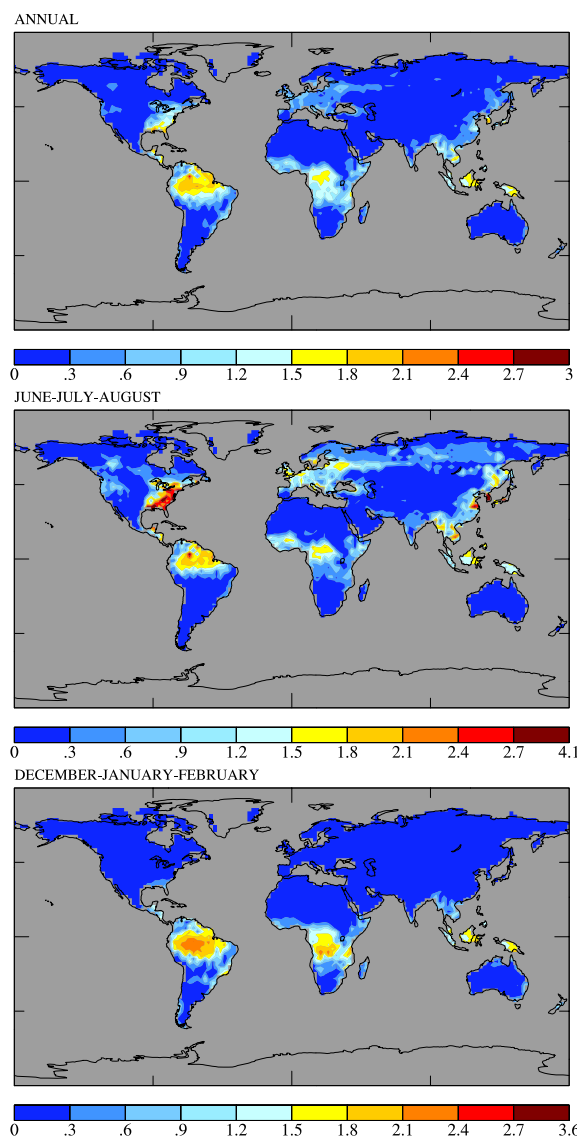 ANNUAL
0 .3 .6 .9 1.2 1.5 1.8 2.1 2.4 2.7 3
JUNE-JULY-AUGUST
0 .3 .6 .9 1.2 1.5 1.8 2.1 2.4 2.7 4.1
DECEMBER-JANUARY-FEBRUARY
0 .3 .6 .9 1.2 1.5 1.8 2.1 2.4 2.7 3.6